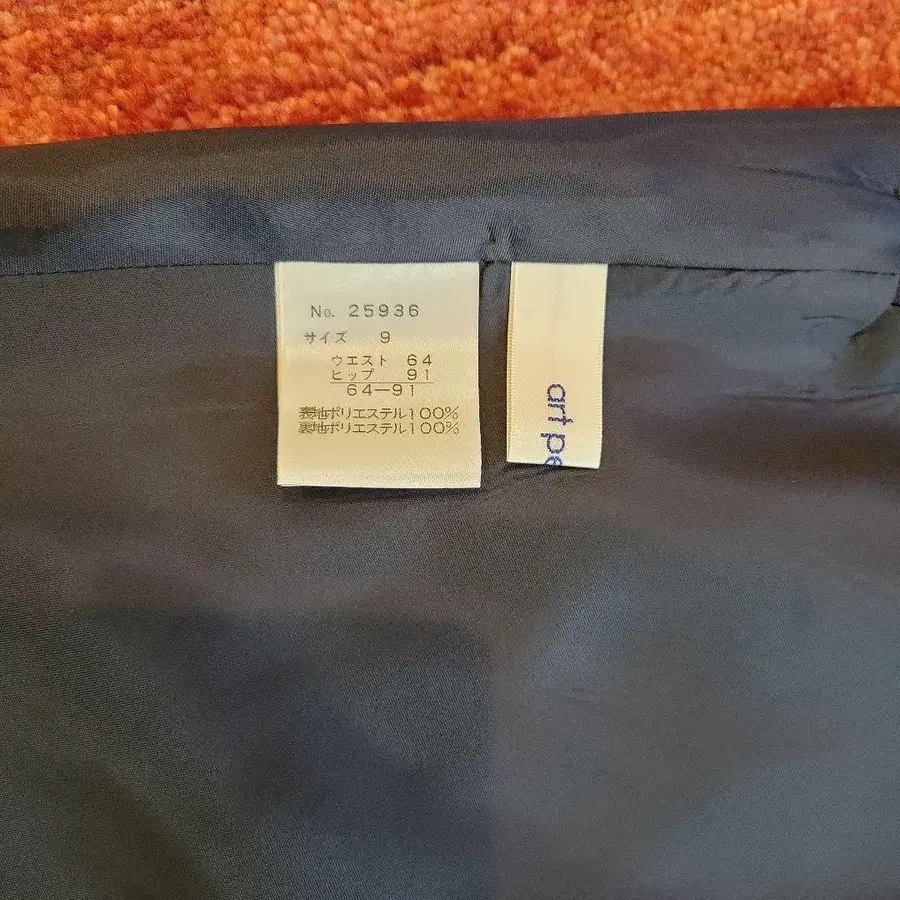 No. 25936
サイズ 9
ウエスト 64
ヒップ 91
64—91
表地ポリエステル100%
裏地ポリエステル100%
art pe